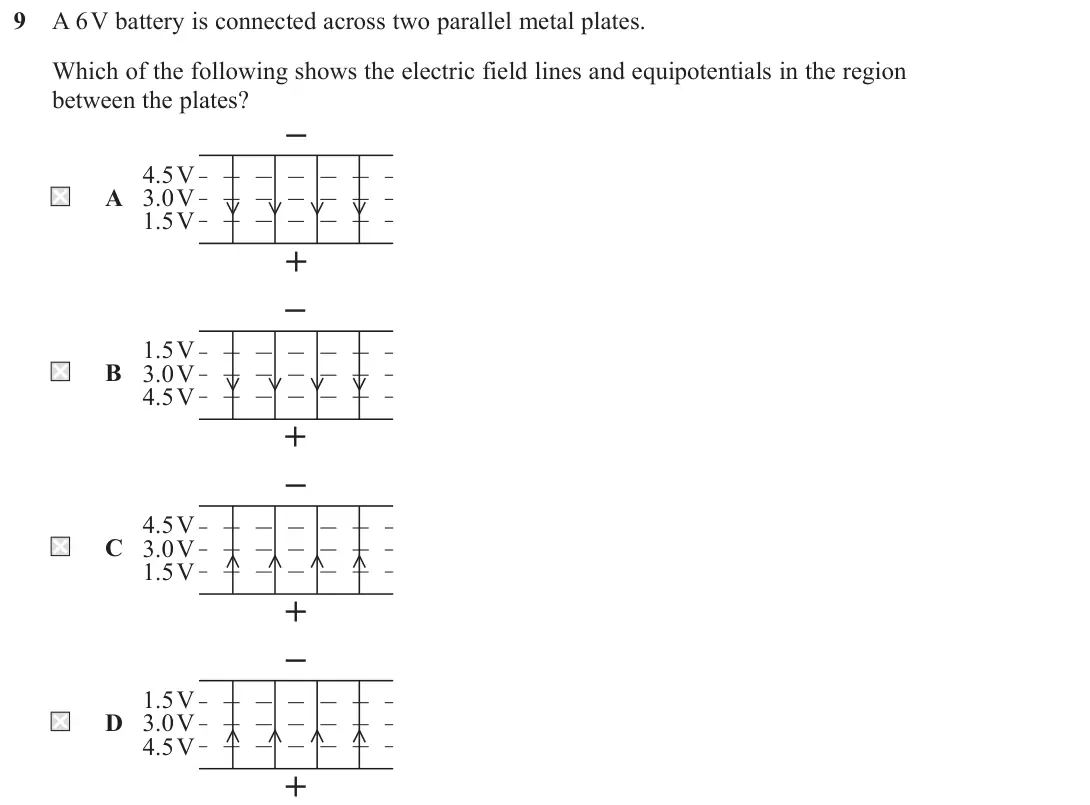 9 A 6V battery is connected across two parallel metal plates.
Which of the following shows the electric field lines and equipotentials in the region
between the plates?
−
4.5V
A 3.0V
1.5V
+
−
1.5V
B 3.0V
4.5V
+
−
4.5V
C 3.0V
1.5V
+
−
1.5V
D 3.0V
4.5V
+